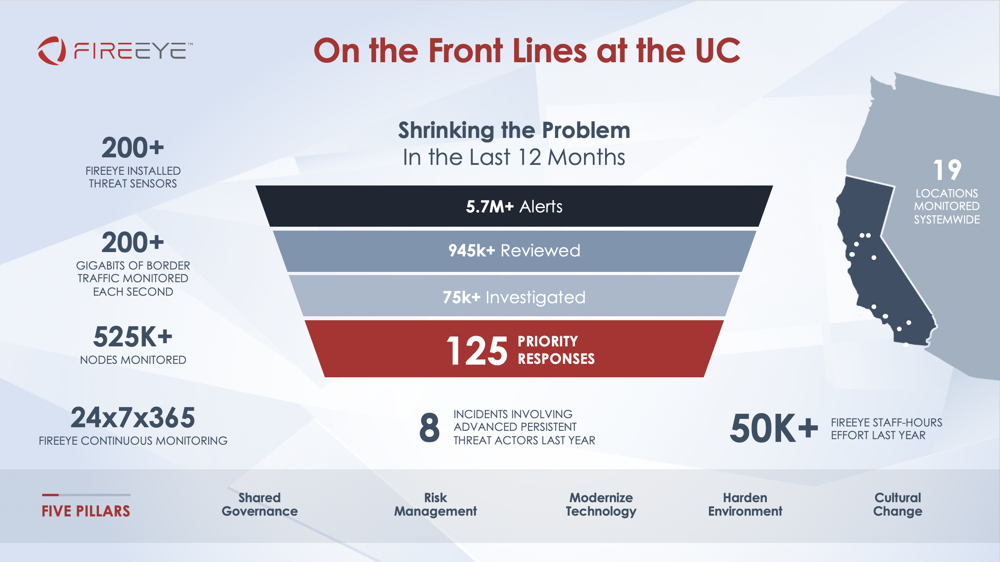 FIREEYE™
On the Front Lines at the UC
Shrinking the Problem
In the Last 12 Months
200+
FIREEYE INSTALLED
THREAT SENSORS
200+
GIGABITS OF BORDER
TRAFFIC MONITORED
EACH SECOND
525K+
NODES MONITORED
24x7x365
FIREEYE CONTINUOUS MONITORING
5.7M+ Alerts
945k+ Reviewed
75k+ Investigated
125 PRIORITY
RESPONSES
19
LOCATIONS
MONITORED
SYSTEMWIDE
8
INCIDENTS INVOLVING
ADVANCED PERSISTENT
THREAT ACTORS LAST YEAR
50K+
FIREEYE STAFF-HOURS
EFFORT LAST YEAR
FIVE PILLARS
Shared
Governance
Risk
Management
Modernize
Technology
Harden
Environment
Cultural
Change